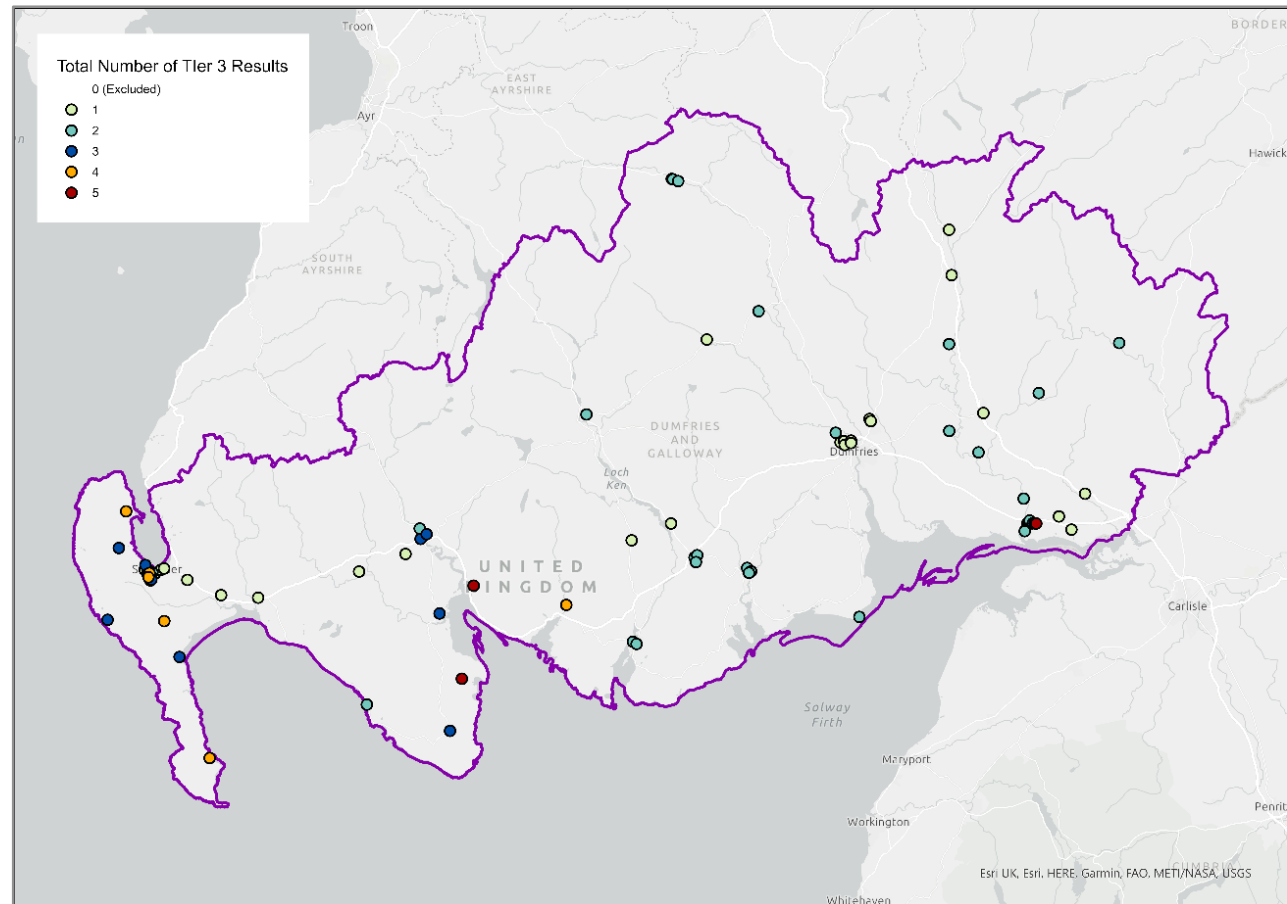 Troon
BORDER
Total Number of TIer 3 Results
0 (Excluded)
1
2
3
4
5
EAST
AYRSHIRE
Ayr
Hawick
SOUTH
AYRSHIRE
DUMFRIES
AND
GALLOWAY
Dumfries
Loch
Ken
UNITED
KINGDOM
Carlisle
Solway
Firth
Maryport
Workington
Penrit
CUMBRIA
Esri UK, Esri, HERE, Garmin, FAO, METI/NASA, USGS
Whitehaven